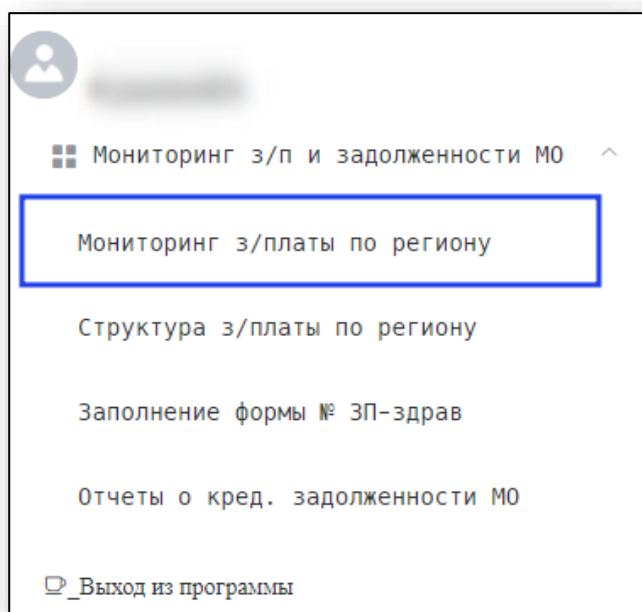 Мониторинг з/п и задолженности МО
Мониторинг з/платы по региону
Структура з/платы по региону
Заполнение формы № ЗП-здрав
Отчеты о кред. задолженности МО
_Выход из программы